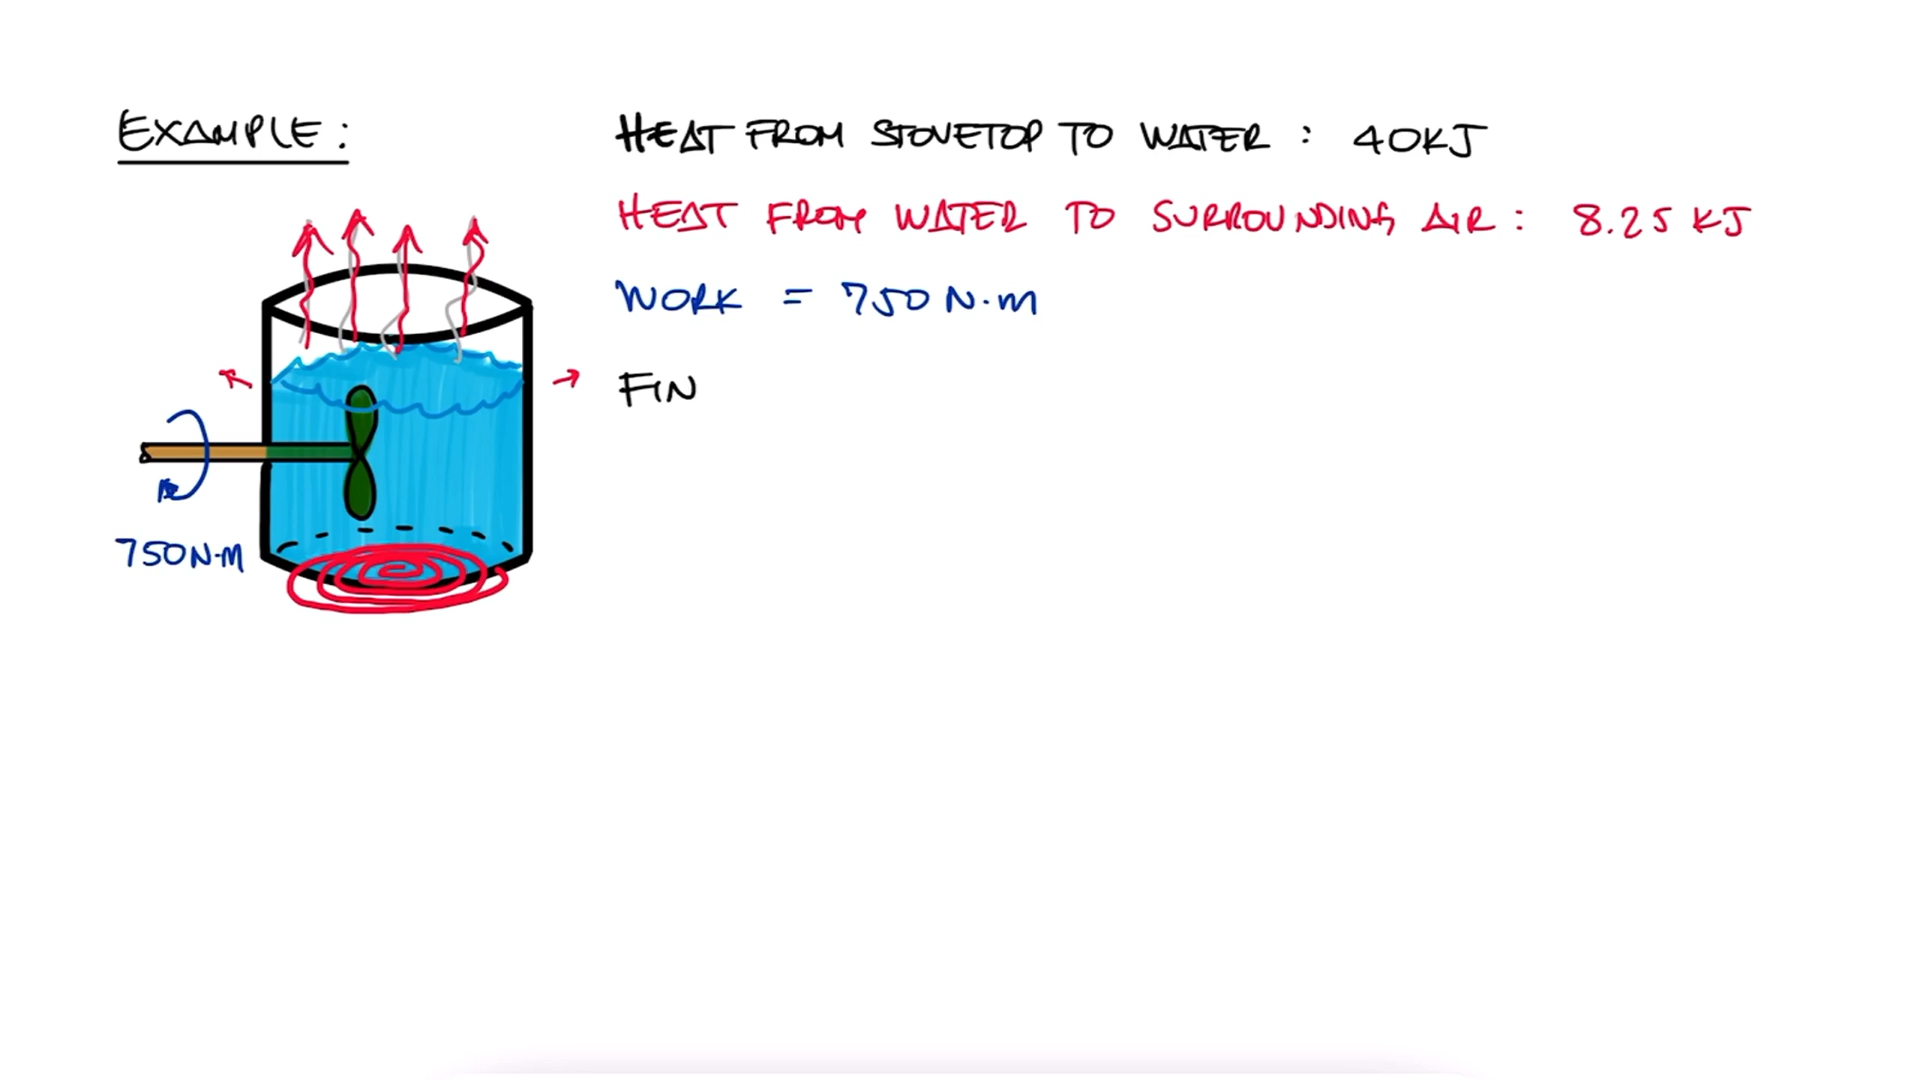 EXAMPLE:
HEAT FROM STOVETOP TO WATER : 40KJ
HEAT FROM WATER TO SURROUNDING AIR : 8.25 KJ
WORK = 750 N·m
FIN
750N·M